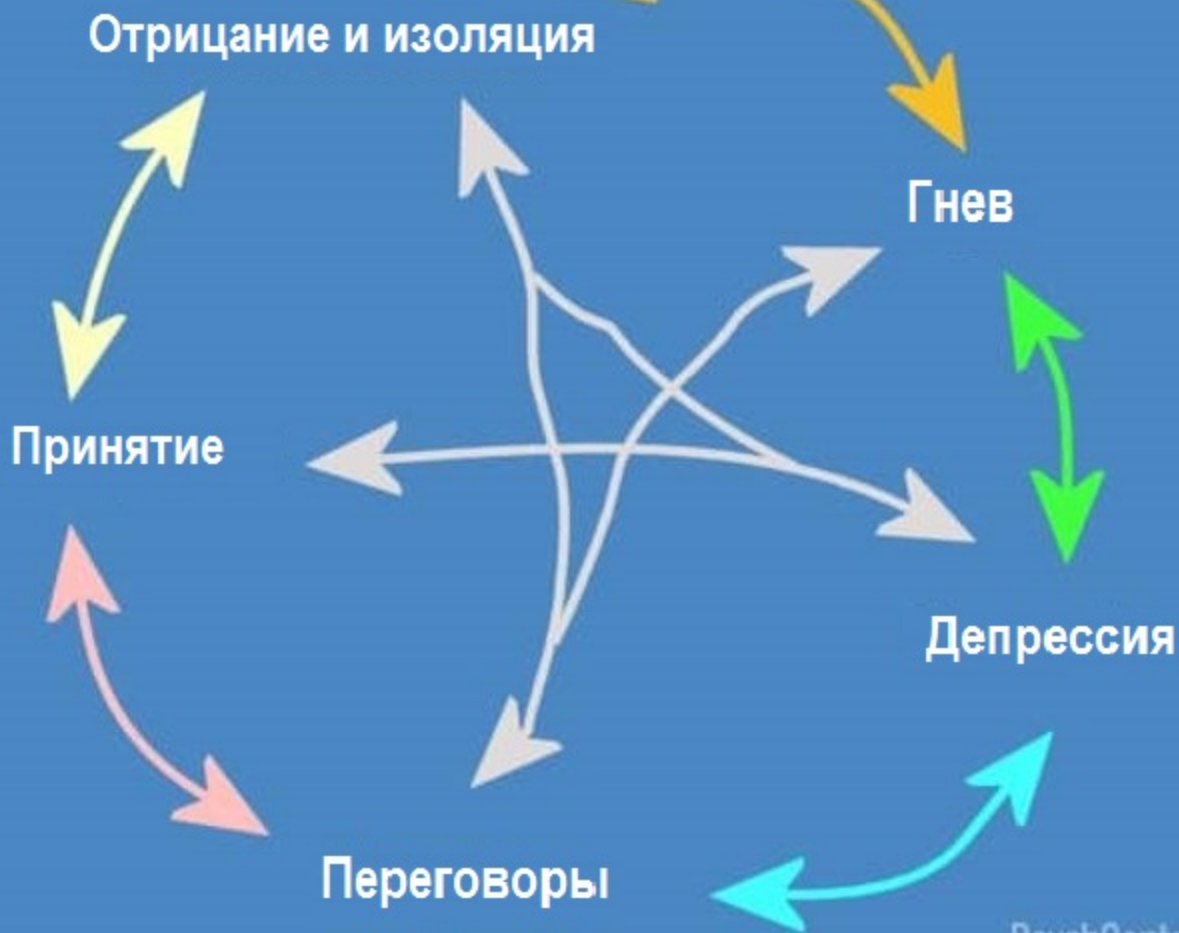 Отрицание и изоляция
Гнев
Принятие
Депрессия
Переговоры